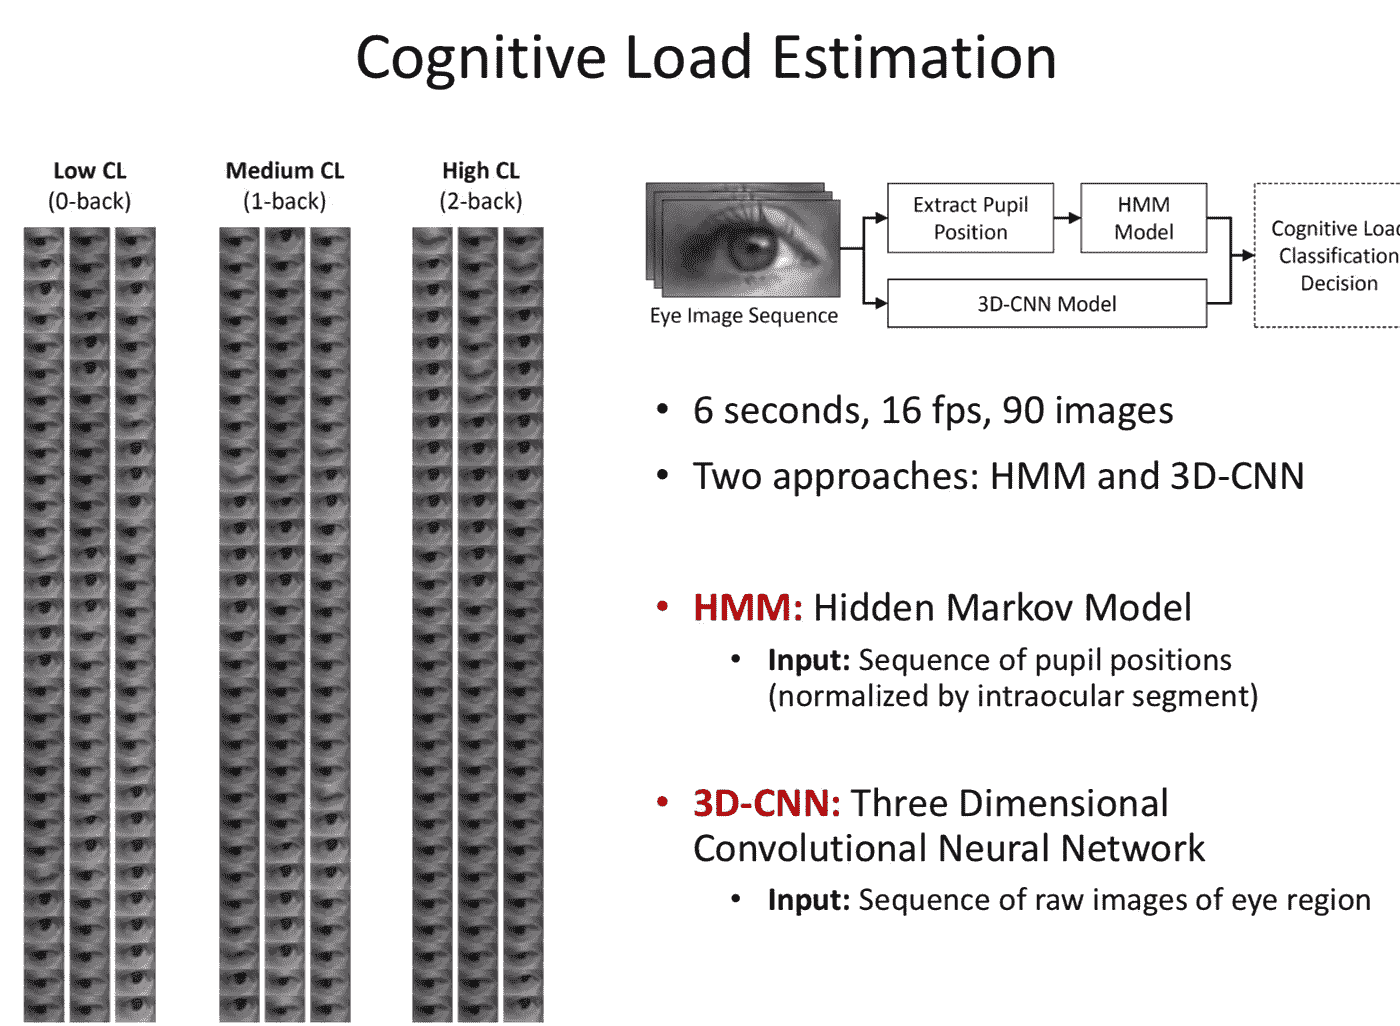 Cognitive Load Estimation
Low CL
(0-back)
Medium CL
(1-back)
High CL
(2-back)
Eye Image Sequence
Extract Pupil
Position
HMM
Model
3D-CNN Model
Cognitive Loa
Classification
Decision
• 6 seconds, 16 fps, 90 images
• Two approaches: HMM and 3D-CNN
• HMM: Hidden Markov Model
• Input: Sequence of pupil positions
(normalized by intraocular segment)
• 3D-CNN: Three Dimensional
Convolutional Neural Network
• Input: Sequence of raw images of eye region